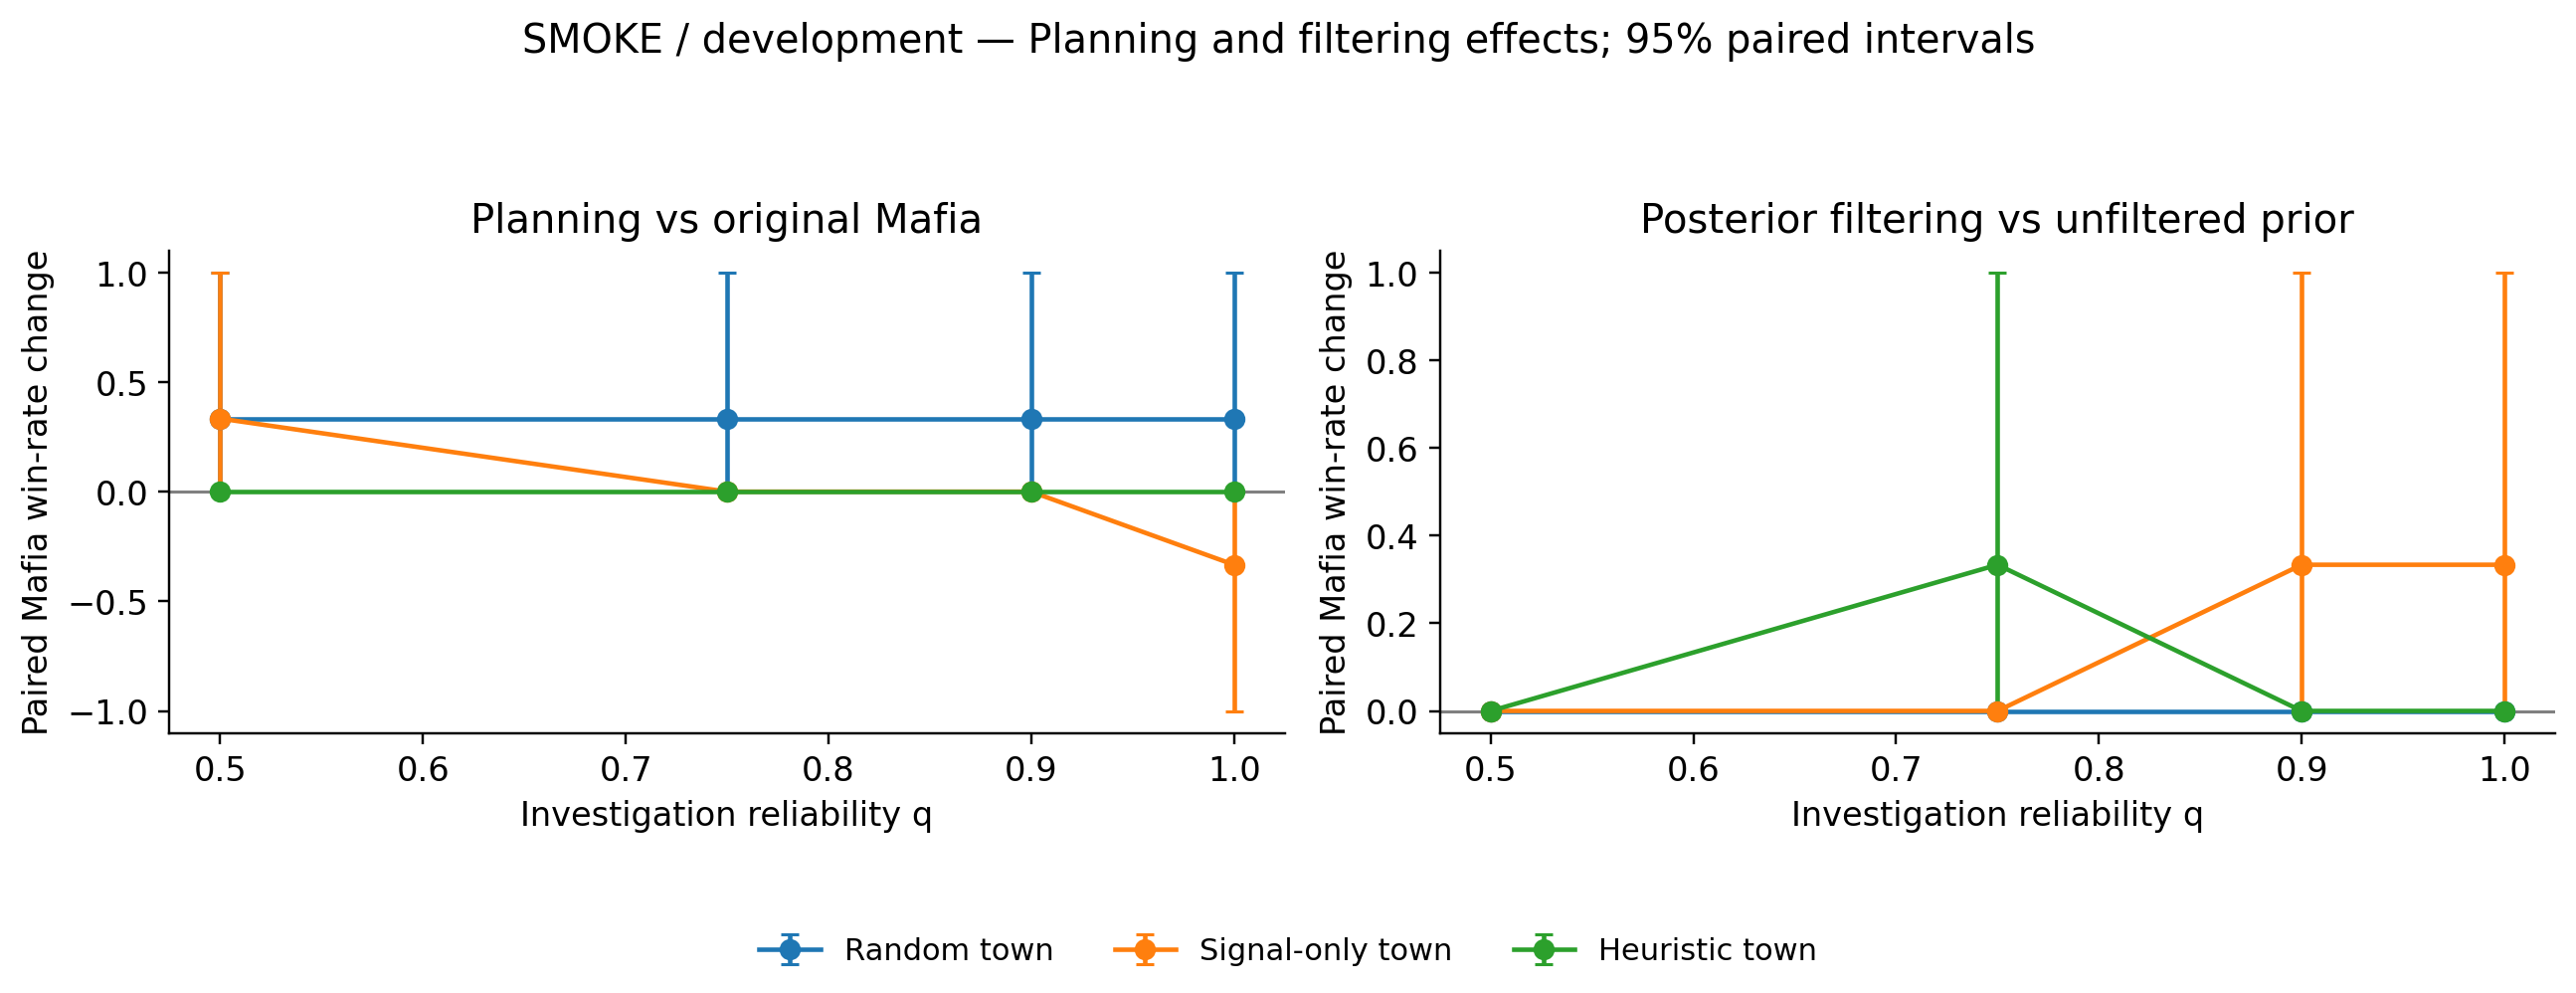 SMOKE / development — Planning and filtering effects; 95% paired intervals
Planning vs original Mafia
Paired Mafia win-rate change
1.0
0.5
0.0
−0.5
−1.0
0.5 0.6 0.7 0.8 0.9 1.0
Investigation reliability q
Posterior filtering vs unfiltered prior
Paired Mafia win-rate change
1.0
0.8
0.6
0.4
0.2
0.0
0.5 0.6 0.7 0.8 0.9 1.0
Investigation reliability q
Random town Signal-only town Heuristic town